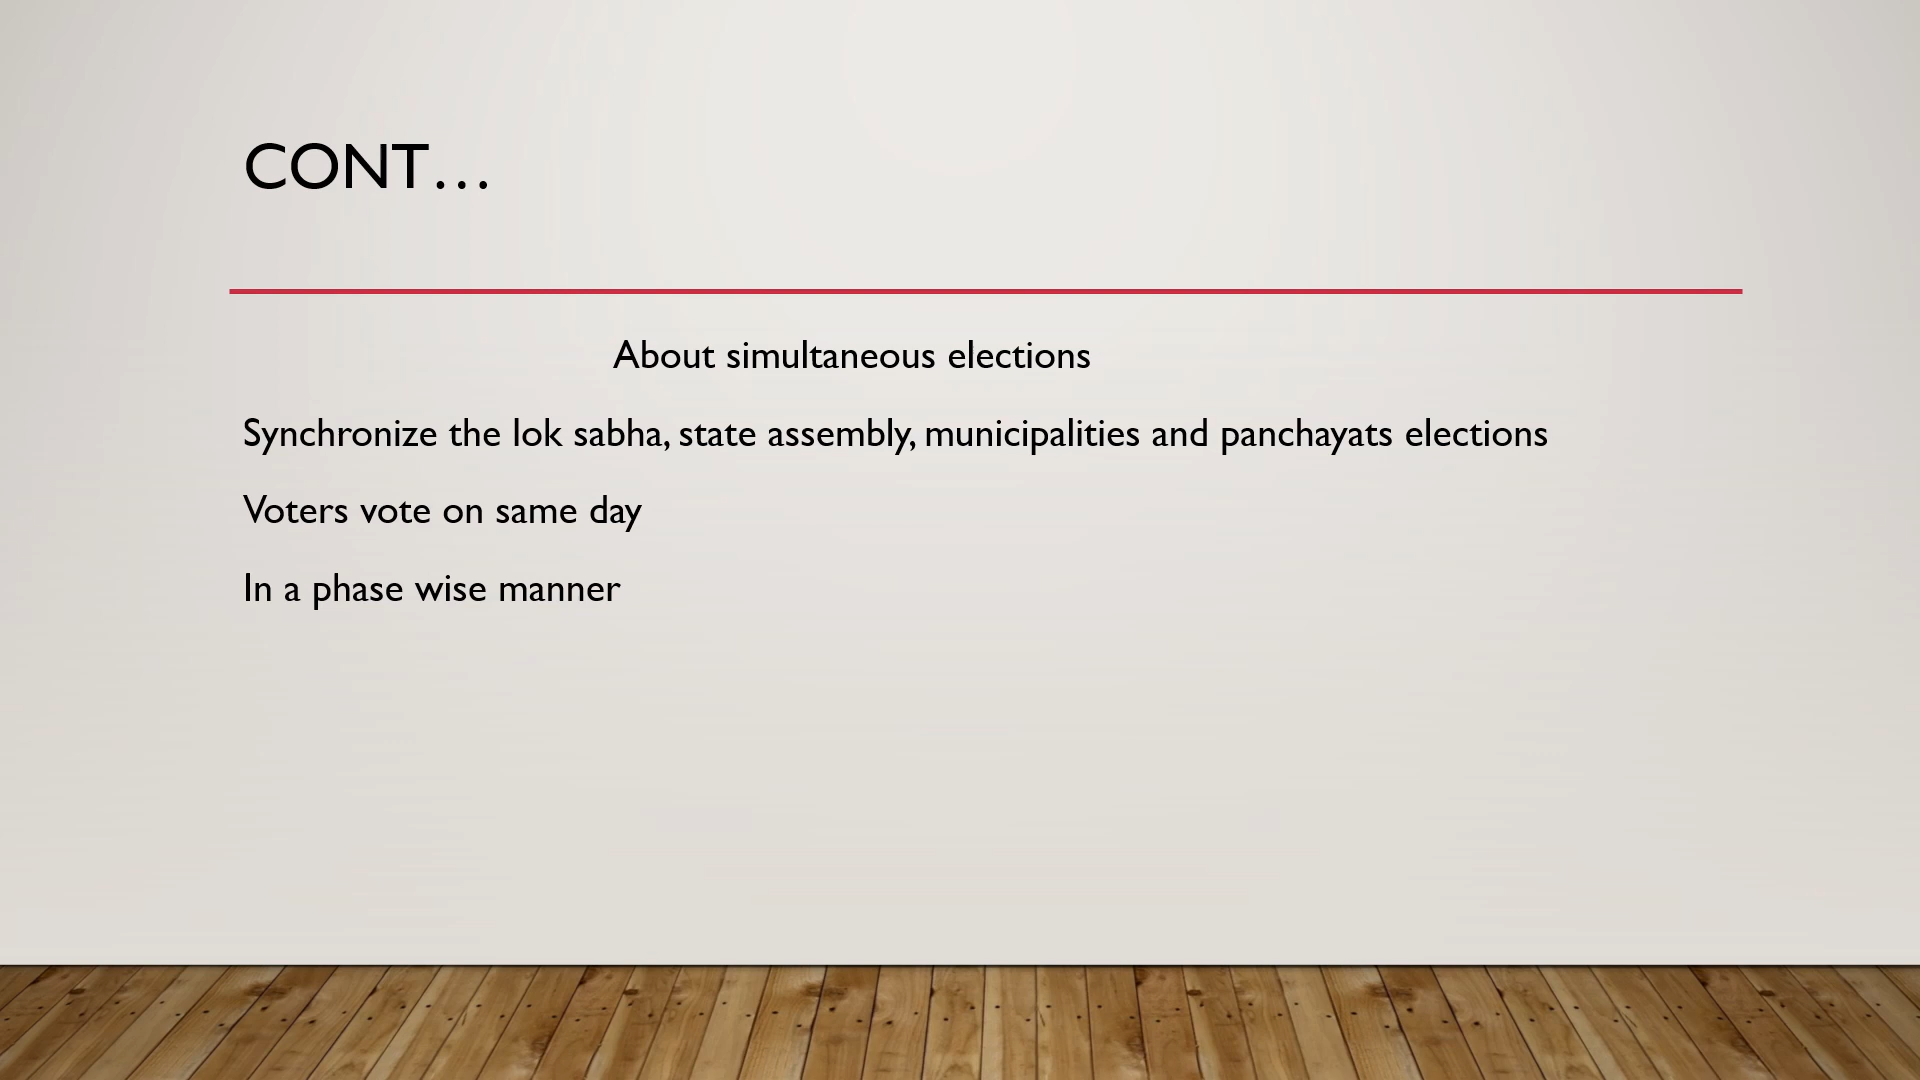 CONT…
About simultaneous elections
Synchronize the lok sabha, state assembly, municipalities and panchayats elections
Voters vote on same day
In a phase wise manner